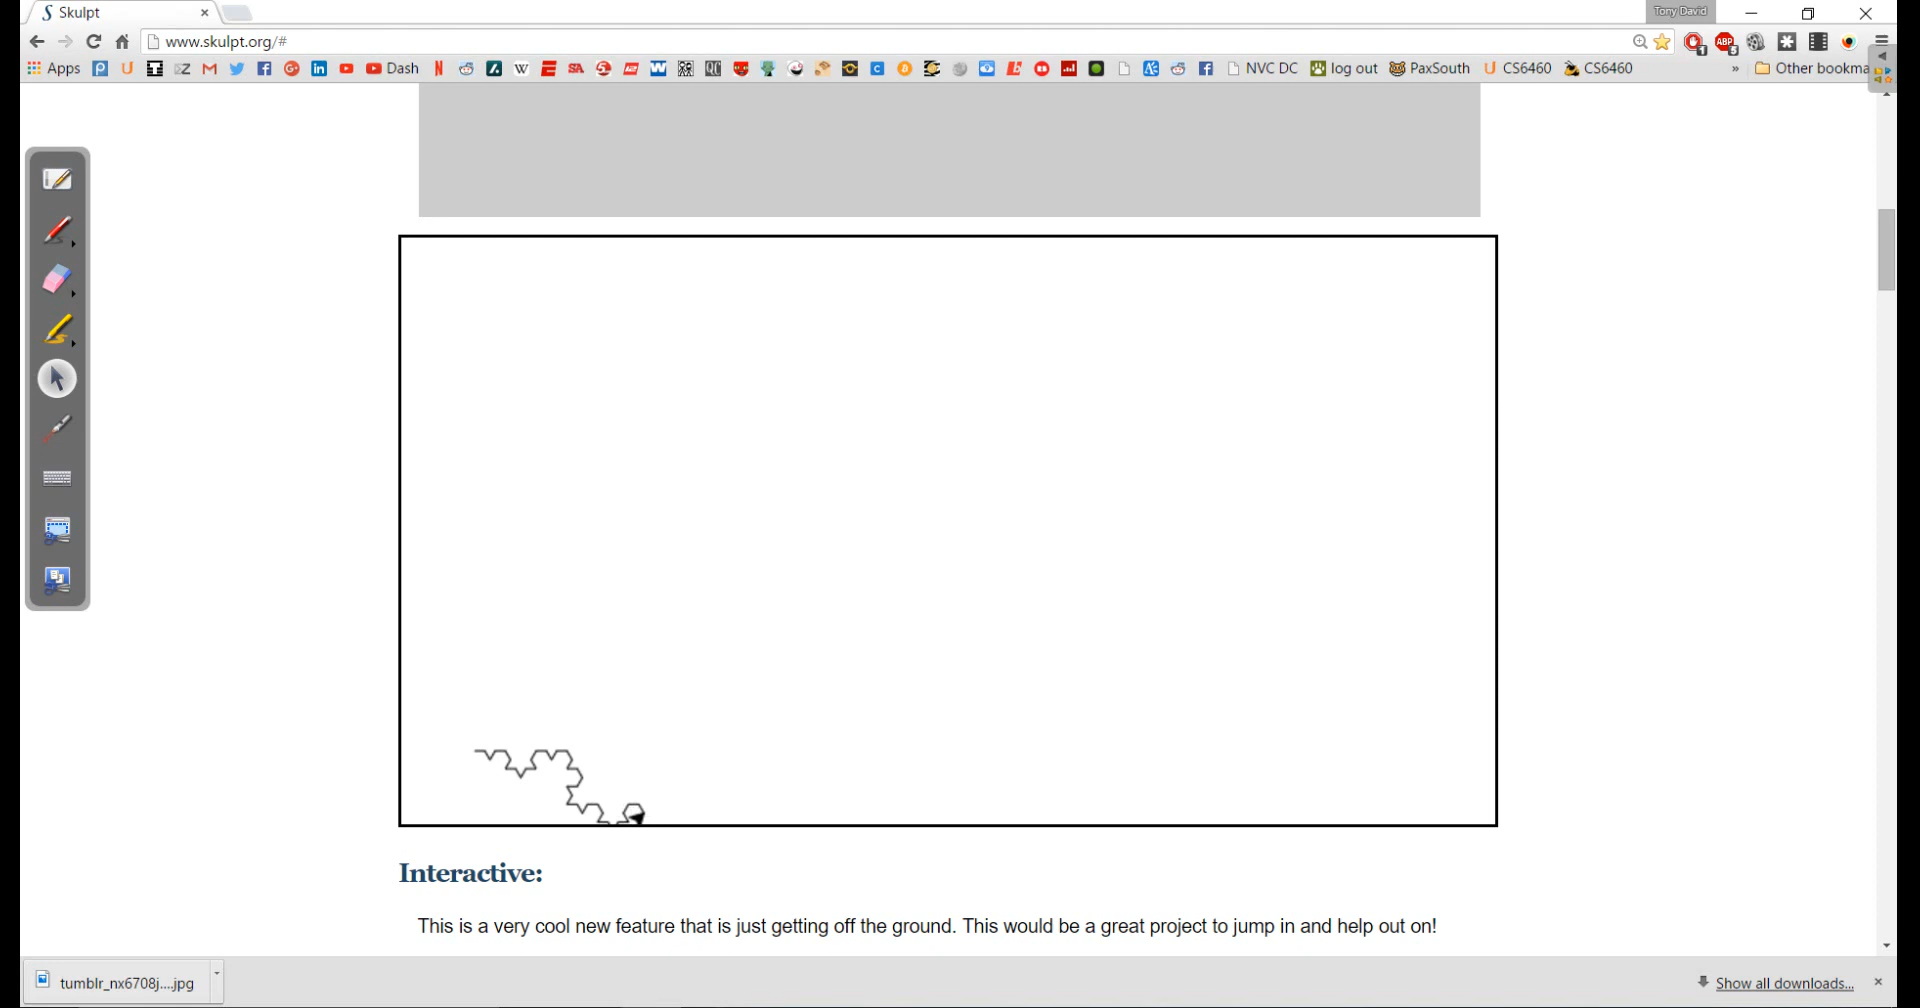 Skulpt
Tony David
www.skulpt.org/#
Apps Dash NVC DC log out PaxSouth CS6460 CS6460 » Other bookma
Interactive:
This is a very cool new feature that is just getting off the ground. This would be a great project to jump in and help out on!
tumblr_nx6708j....jpg
Show all downloads...